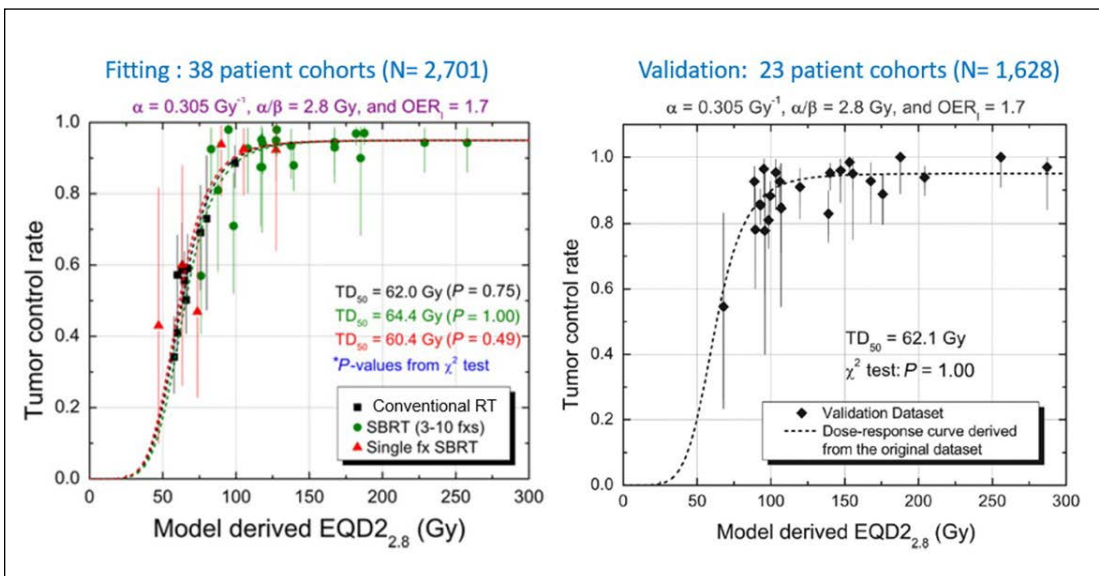 Fitting : 38 patient cohorts (N= 2,701)
α = 0.305 Gy⁻¹, α/β = 2.8 Gy, and OERᵢ = 1.7
1.0
0.8
0.6
0.4
0.2
0.0
Tumor control rate
TD₅₀ = 62.0 Gy (P = 0.75)
TD₅₀ = 64.4 Gy (P = 1.00)
TD₅₀ = 60.4 Gy (P = 0.49)
*P-values from χ² test
Conventional RT
SBRT (3-10 fxs)
Single fx SBRT
0 50 100 150 200 250 300
Model derived EQD2₂.₈ (Gy)
Validation: 23 patient cohorts (N= 1,628)
α = 0.305 Gy⁻¹, α/β = 2.8 Gy, and OERᵢ = 1.7
1.0
0.8
0.6
0.4
0.2
0.0
Tumor control rate
TD₅₀ = 62.1 Gy
χ² test: P = 1.00
Validation Dataset
Dose-response curve derived
from the original dataset
0 50 100 150 200 250 300
Model derived EQD2₂.₈ (Gy)